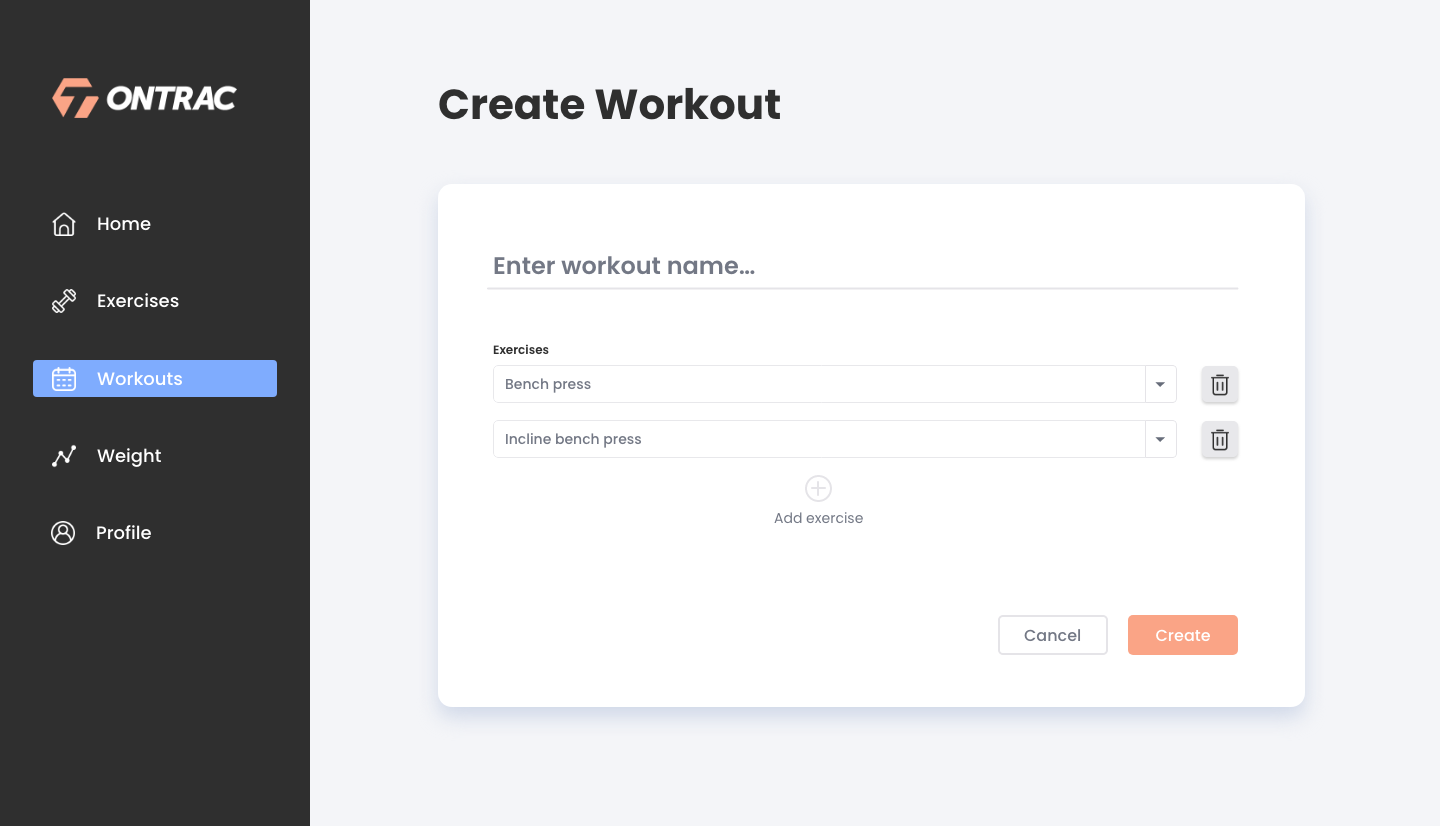 ONTRAC
Home
Exercises
Workouts
Weight
Profile
Create Workout
Enter workout name...
Exercises
Bench press
Incline bench press
Add exercise
Cancel
Create